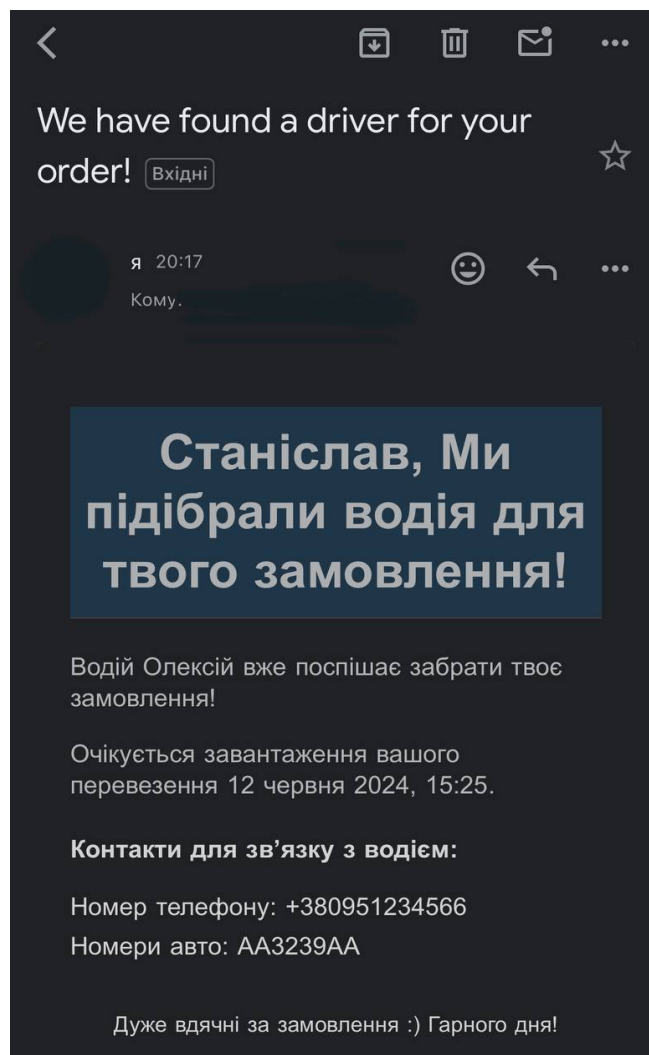 We have found a driver for your
order! Вхідні
я 20:17
Кому.
Станіслав, Ми
підібрали водія для
твого замовлення!
Водій Олексій вже поспішає забрати твоє
замовлення!
Очікується завантаження вашого
перевезення 12 червня 2024, 15:25.
Контакти для зв’язку з водієм:
Номер телефону: +380951234566
Номери авто: AA3239AA
Дуже вдячні за замовлення :) Гарного дня!